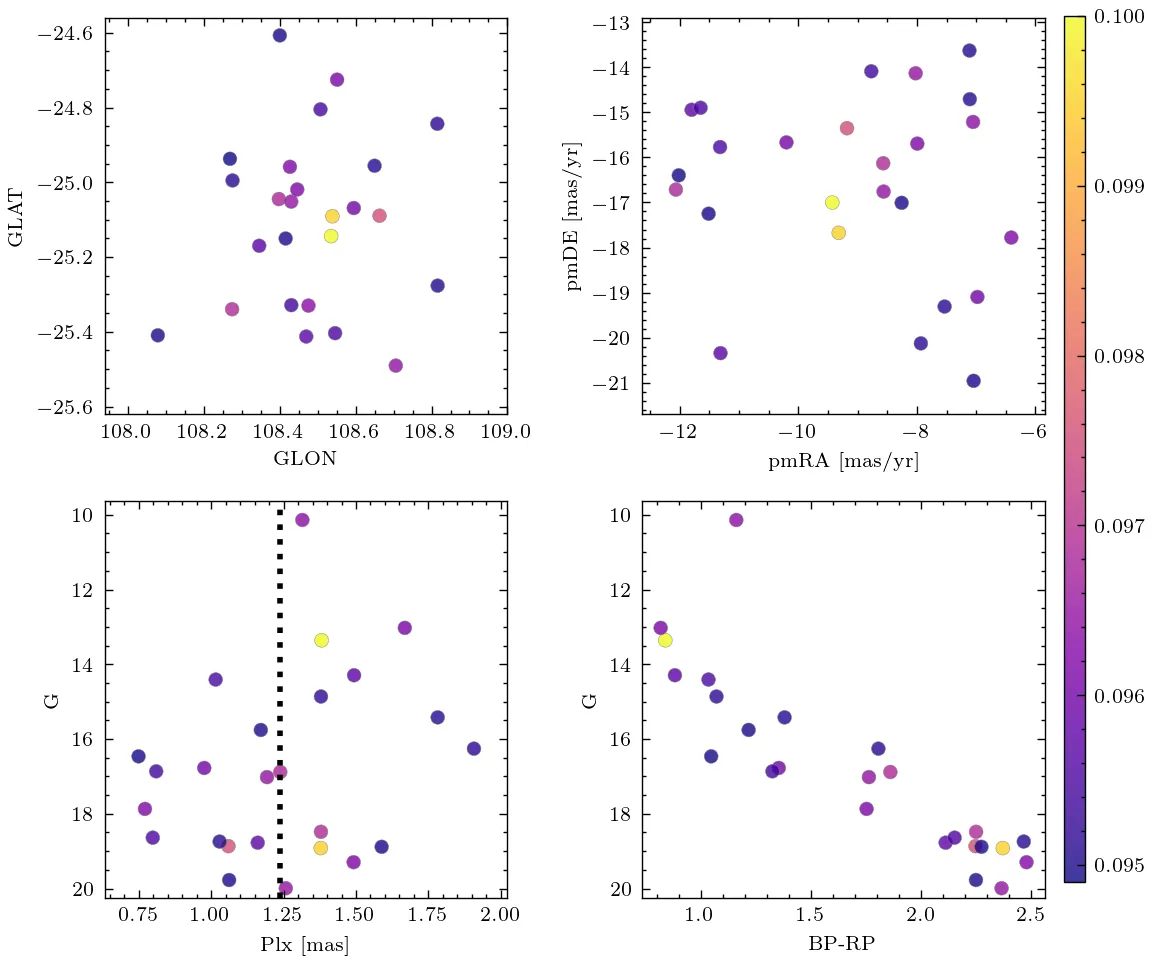 −24.6
−24.8
−25.0
−25.2
−25.4
−25.6
GLAT
108.0 108.2 108.4 108.6 108.8 109.0
GLON
−13
−14
−15
−16
−17
−18
−19
−20
−21
pmDE [mas/yr]
−12 −10 −8 −6
pmRA [mas/yr]
10
12
14
16
18
20
G
0.75 1.00 1.25 1.50 1.75 2.00
Plx [mas]
10
12
14
16
18
20
G
1.0 1.5 2.0 2.5
BP-RP
0.100
0.099
0.098
0.097
0.096
0.095